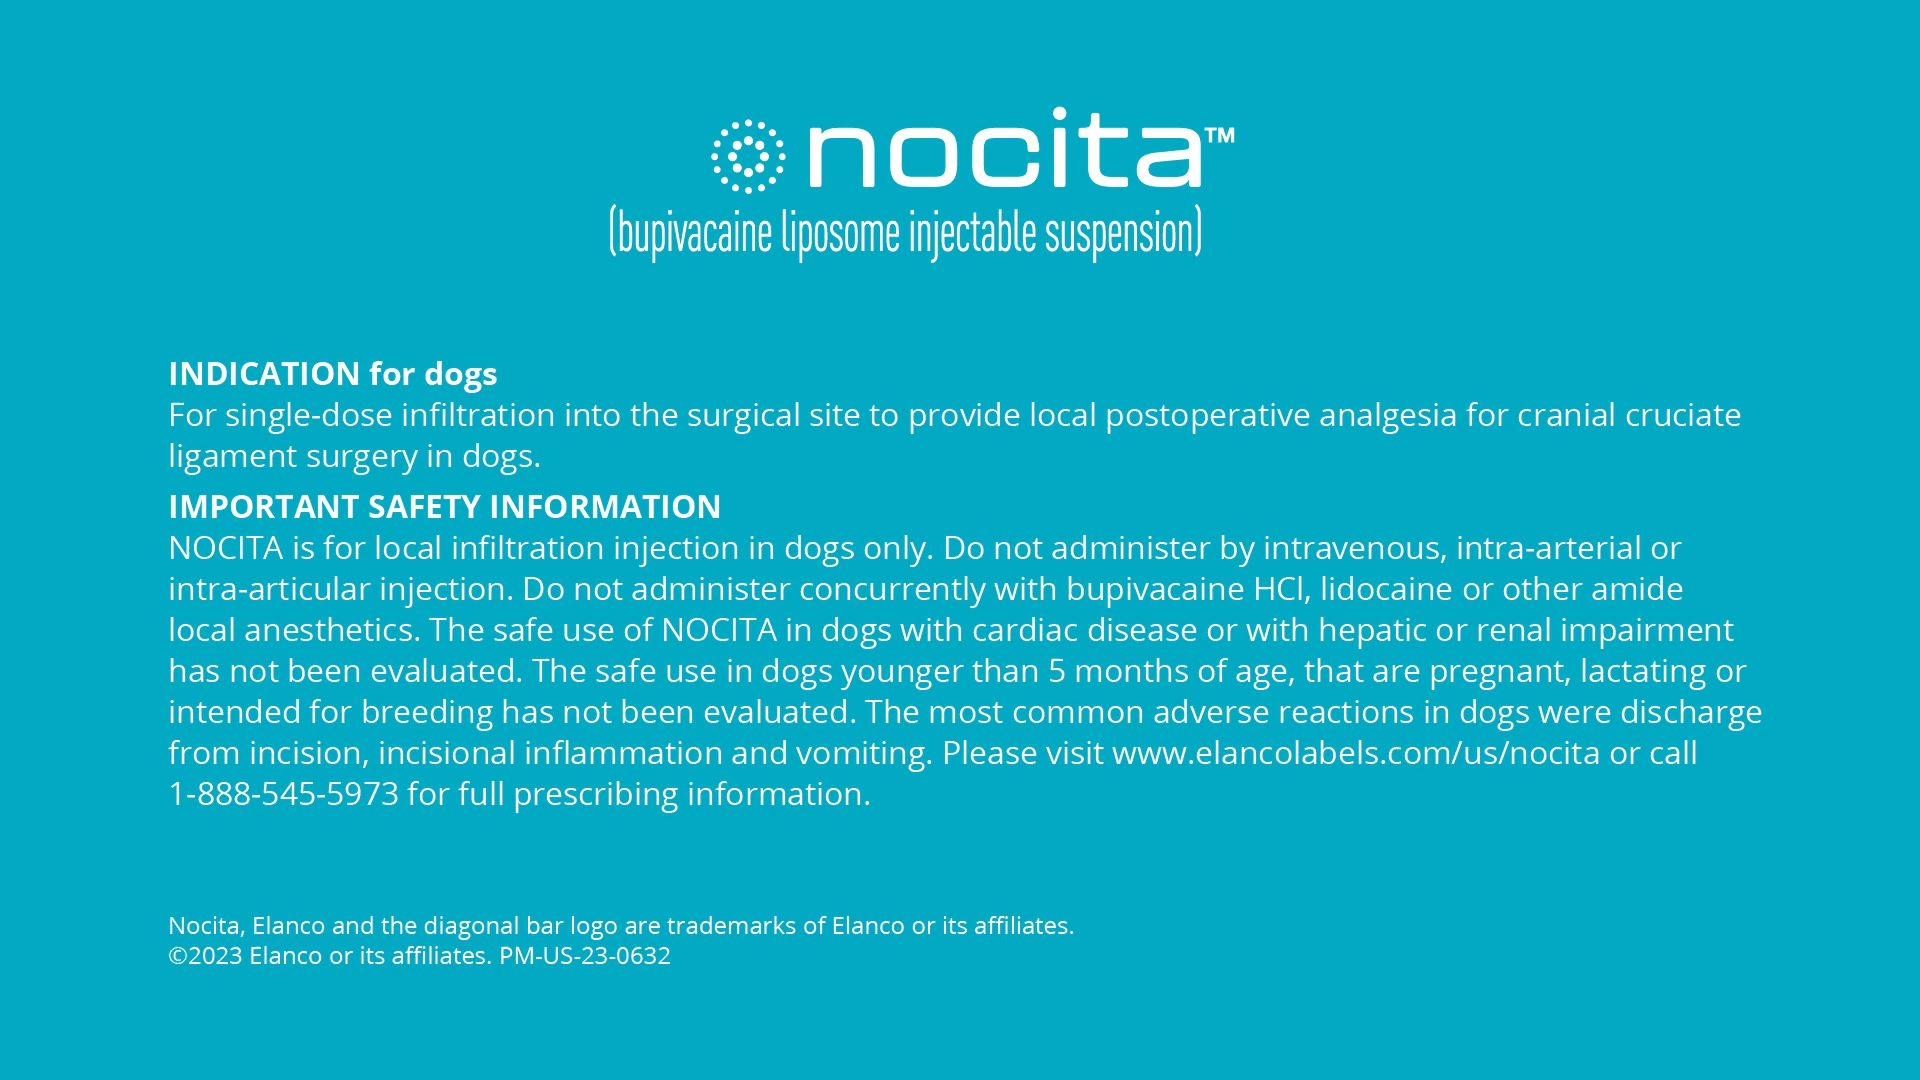 nocita™
(bupivacaine liposome injectable suspension)
INDICATION for dogs
For single-dose infiltration into the surgical site to provide local postoperative analgesia for cranial cruciate
ligament surgery in dogs.
IMPORTANT SAFETY INFORMATION
NOCITA is for local infiltration injection in dogs only. Do not administer by intravenous, intra-arterial or
intra-articular injection. Do not administer concurrently with bupivacaine HCl, lidocaine or other amide
local anesthetics. The safe use of NOCITA in dogs with cardiac disease or with hepatic or renal impairment
has not been evaluated. The safe use in dogs younger than 5 months of age, that are pregnant, lactating or
intended for breeding has not been evaluated. The most common adverse reactions in dogs were discharge
from incision, incisional inflammation and vomiting. Please visit www.elancolabels.com/us/nocita or call
1-888-545-5973 for full prescribing information.
Nocita, Elanco and the diagonal bar logo are trademarks of Elanco or its affiliates.
©2023 Elanco or its affiliates. PM-US-23-0632